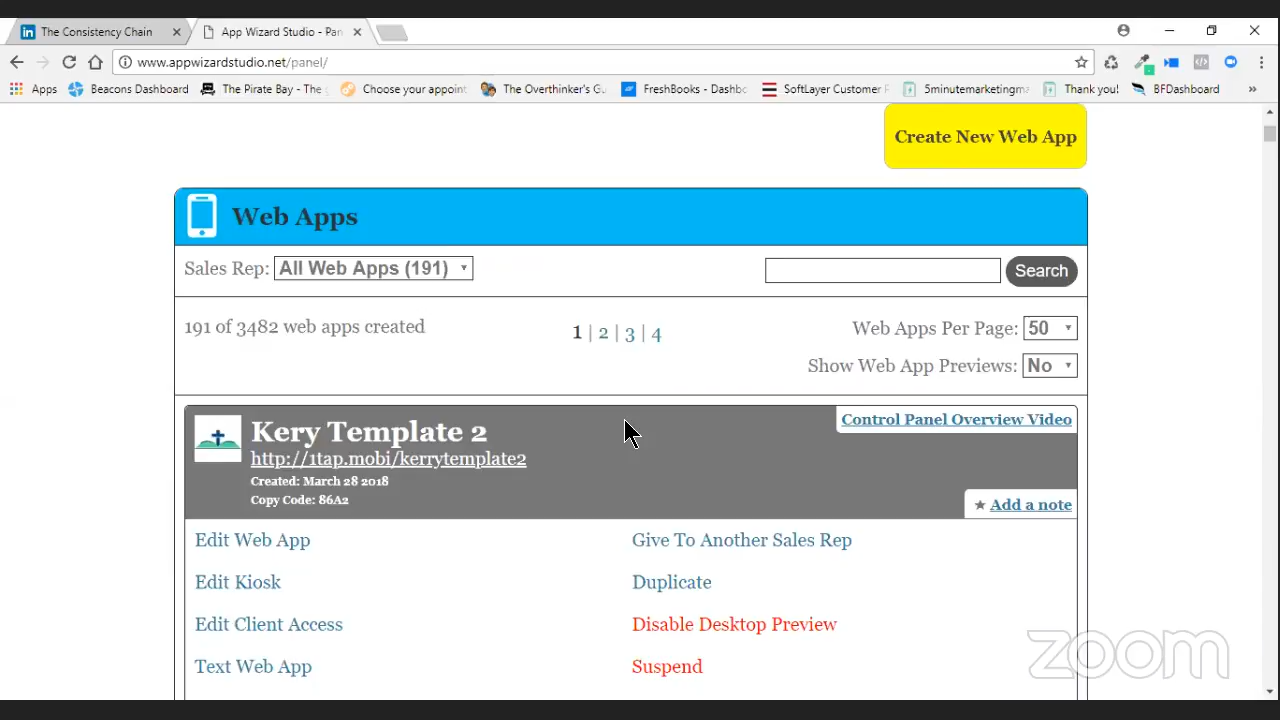 in The Consistency Chain
App Wizard Studio - Pan
www.appwizardstudio.net/panel/
Apps Beacons Dashboard The Pirate Bay - The Choose your appoint The Overthinker's Gu FreshBooks - Dashbo SoftLayer Customer 5minutemarketingma Thank you! BFDashboard »
Create New Web App
Web Apps
Sales Rep: All Web Apps (191) Search
191 of 3482 web apps created 1 | 2 | 3 | 4 Web Apps Per Page: 50
Show Web App Previews: No
Control Panel Overview Video
Kery Template 2
http://1tap.mobi/kerrytemplate2
Created: March 28 2018
Copy Code: 86A2
★ Add a note
Edit Web App Give To Another Sales Rep
Edit Kiosk Duplicate
Edit Client Access Disable Desktop Preview
Text Web App Suspend
zoom